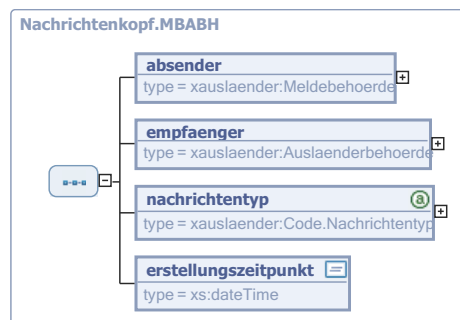 Nachrichtenkopf.MBABH
absender
type = xauslaender:Meldebehoerde
empfaenger
type = xauslaender:Auslaenderbehoerde
nachrichtentyp a
type = xauslaender:Code.Nachrichtentyp
erstellungszeitpunkt
type = xs:dateTime